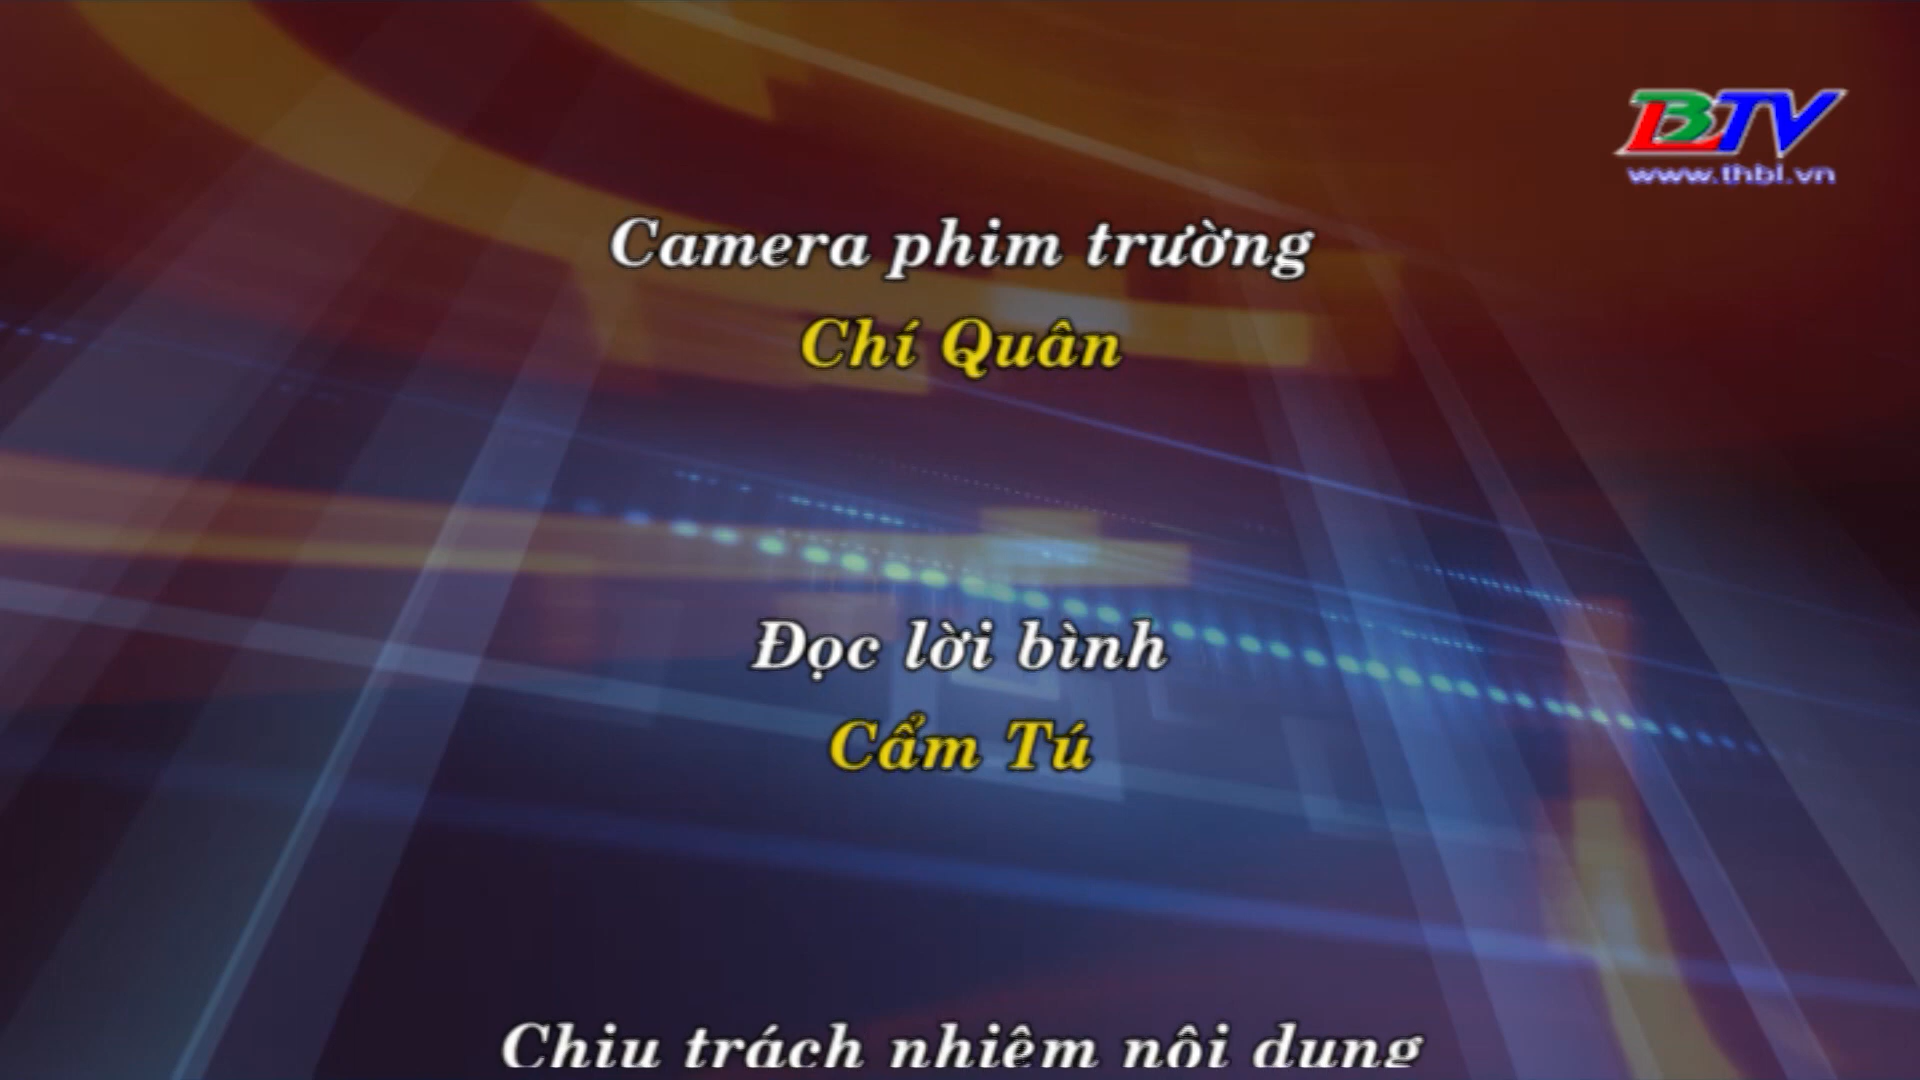 BTV
www.thbl.vn
Camera phim trường
Chí Quân
Đọc lời bình
Cẩm Tú
Chịu trách nhiệm nội dung